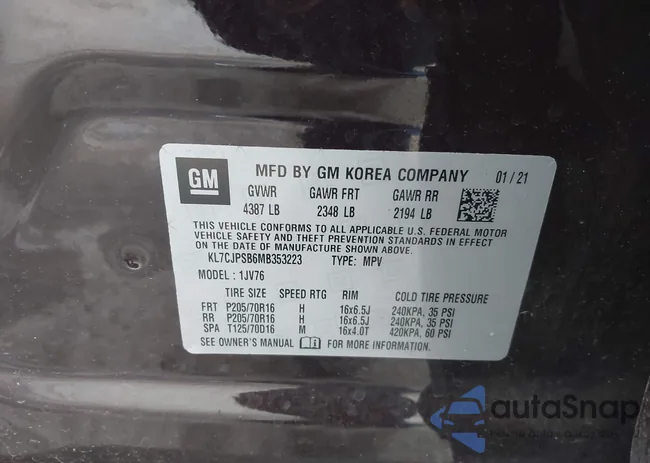 GM
MFD BY GM KOREA COMPANY 01/21
GVWR GAWR FRT GAWR RR
4387 LB 2348 LB 2194 LB
THIS VEHICLE CONFORMS TO ALL APPLICABLE U.S. FEDERAL MOTOR
VEHICLE SAFETY AND THEFT PREVENTION STANDARDS IN EFFECT ON
THE DATE OF MANUFACTURE SHOWN ABOVE.
KL7CJPSB6MB353223 TYPE: MPV
MODEL : 1JV76
TIRE SIZE SPEED RTG RIM COLD TIRE PRESSURE
FRT P205/70R16 H 16x6.5J 240KPA, 35 PSI
RR P205/70R16 H 16x6.5J 240KPA, 35 PSI
SPA T125/70D16 M 16x4.0T 420KPA, 60 PSI
SEE OWNER'S MANUAL i FOR MORE INFORMATION.
autaSnap